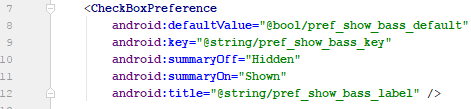 7 <CheckBoxPreference
8 android:defaultValue="@bool/pref_show_bass_default"
9 android:key="@string/pref_show_bass_key"
10 android:summaryOff="Hidden"
11 android:summaryOn="Shown"
12 android:title="@string/pref_show_bass_label" />